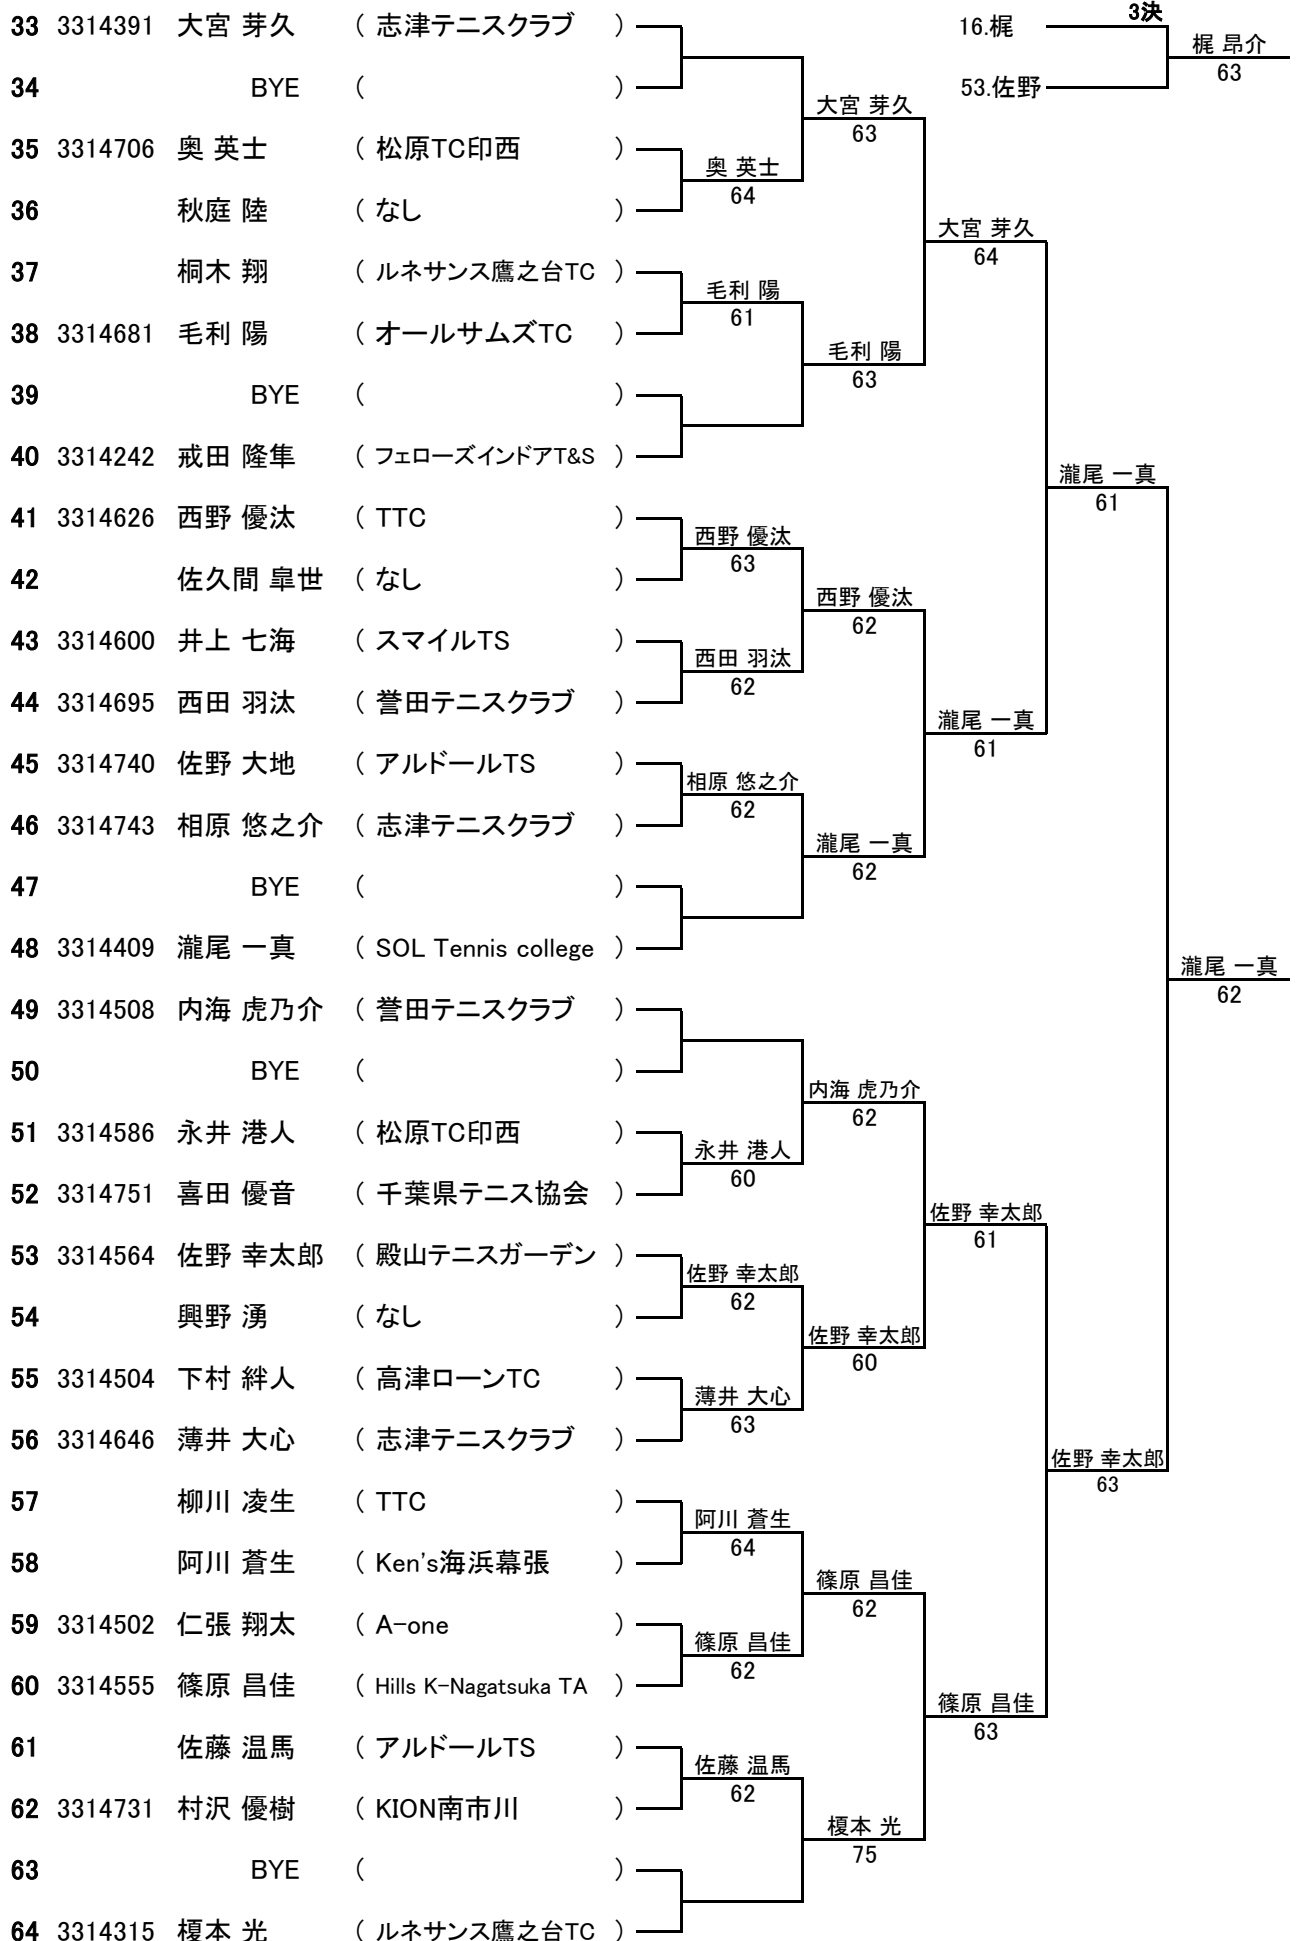 33 3314391 大宮 芽久 ( 志津テニスクラブ )
34 BYE ( )
35 3314706 奥 英士 ( 松原TC印西 )
36 秋庭 陸 ( なし )
37 桐木 翔 ( ルネサンス鷹之台TC )
38 3314681 毛利 陽 ( オールサムズTC )
39 BYE ( )
40 3314242 戒田 隆隼 ( フェローズインドアT&S )
41 3314626 西野 優汰 ( TTC )
42 佐久間 皐世 ( なし )
43 3314600 井上 七海 ( スマイルTS )
44 3314695 西田 羽汰 ( 誉田テニスクラブ )
45 3314740 佐野 大地 ( アルドールTS )
46 3314743 相原 悠之介 ( 志津テニスクラブ )
47 BYE ( )
48 3314409 瀧尾 一真 ( SOL Tennis college )
49 3314508 内海 虎乃介 ( 誉田テニスクラブ )
50 BYE ( )
51 3314586 永井 港人 ( 松原TC印西 )
52 3314751 喜田 優音 ( 千葉県テニス協会 )
53 3314564 佐野 幸太郎 ( 殿山テニスガーデン )
54 興野 湧 ( なし )
55 3314504 下村 絆人 ( 高津ローンTC )
56 3314646 薄井 大心 ( 志津テニスクラブ )
57 柳川 凌生 ( TTC )
58 阿川 蒼生 ( Ken's海浜幕張 )
59 3314502 仁張 翔太 ( A-one )
60 3314555 篠原 昌佳 ( Hills K-Nagatsuka TA )
61 佐藤 温馬 ( アルドールTS )
62 3314731 村沢 優樹 ( KION南市川 )
63 BYE ( )
64 3314315 榎本 光 ( ルネサンス鷹之台TC )
奥 英士
64
毛利 陽
61
西野 優汰
63
西田 羽汰
62
相原 悠之介
62
永井 港人
60
佐野 幸太郎
62
薄井 大心
63
阿川 蒼生
64
篠原 昌佳
62
佐藤 温馬
62
大宮 芽久
63
毛利 陽
63
西野 優汰
62
瀧尾 一真
62
内海 虎乃介
62
佐野 幸太郎
60
篠原 昌佳
62
榎本 光
75
大宮 芽久
64
瀧尾 一真
61
佐野 幸太郎
61
篠原 昌佳
63
瀧尾 一真
61
佐野 幸太郎
63
瀧尾 一真
62
3決
16.梶
53.佐野
梶 昂介
63